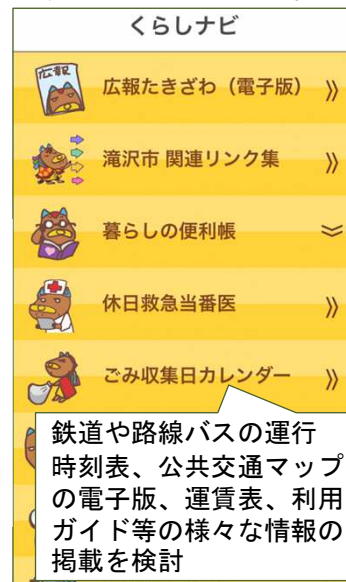 くらしナビ
広報
広報たきざわ（電子版）
滝沢市 関連リンク集
暮らしの便利帳
休日救急当番医
ごみ収集日カレンダー
鉄道や路線バスの運行
時刻表、公共交通マップ
の電子版、運賃表、利用
ガイド等の様々な情報の
掲載を検討